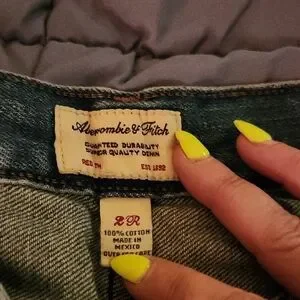 Abercrombie & Fitch
GUARANTEED DURABILITY
SUPERIOR QUALITY DENIM
EST 1892
2R
100% COTTON
MADE IN
MEXICO